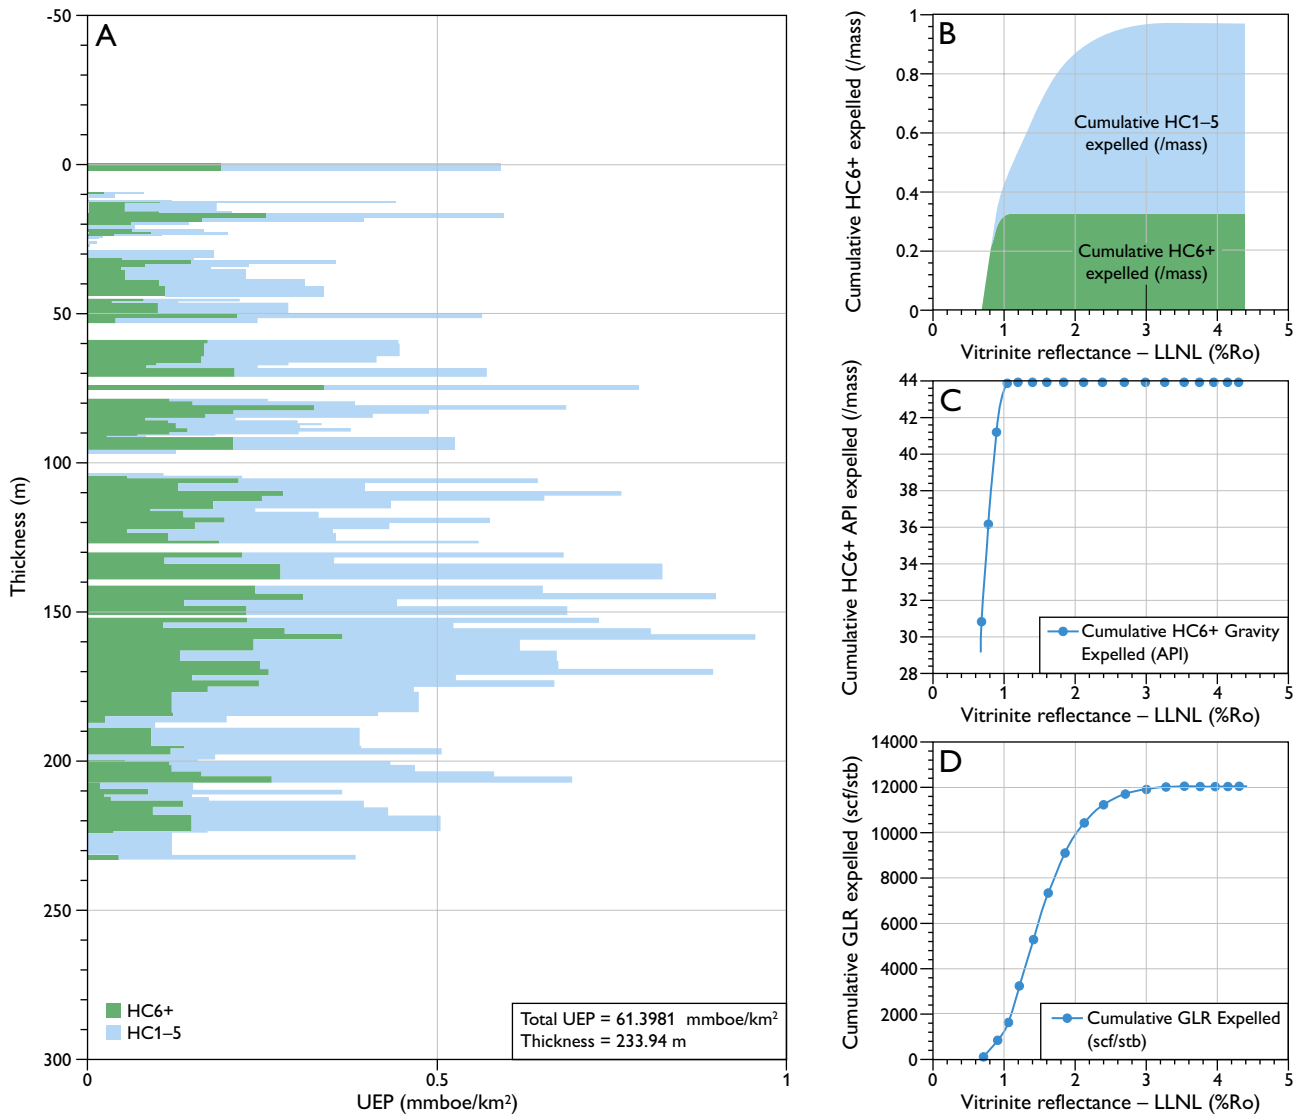 A
-50
0
50
100
150
200
250
300
Thickness (m)
HC6+
HC1–5
Total UEP = 61.3981 mmboe/km²
Thickness = 233.94 m
0
0.5
1
UEP (mmboe/km²)
B
1
0.8
0.6
0.4
0.2
0
Cumulative HC6+ expelled (/mass)
Cumulative HC1–5
expelled (/mass)
Cumulative HC6+
expelled (/mass)
0
1
2
3
4
5
Vitrinite reflectance – LLNL (%Ro)
C
44
42
40
38
36
34
32
30
28
Cumulative HC6+ API expelled (/mass)
Cumulative HC6+ Gravity
Expelled (API)
0
1
2
3
4
5
Vitrinite reflectance – LLNL (%Ro)
D
14000
12000
10000
8000
6000
4000
2000
0
Cumulative GLR expelled (scf/stb)
Cumulative GLR Expelled
(scf/stb)
0
1
2
3
4
5
Vitrinite reflectance – LLNL (%Ro)